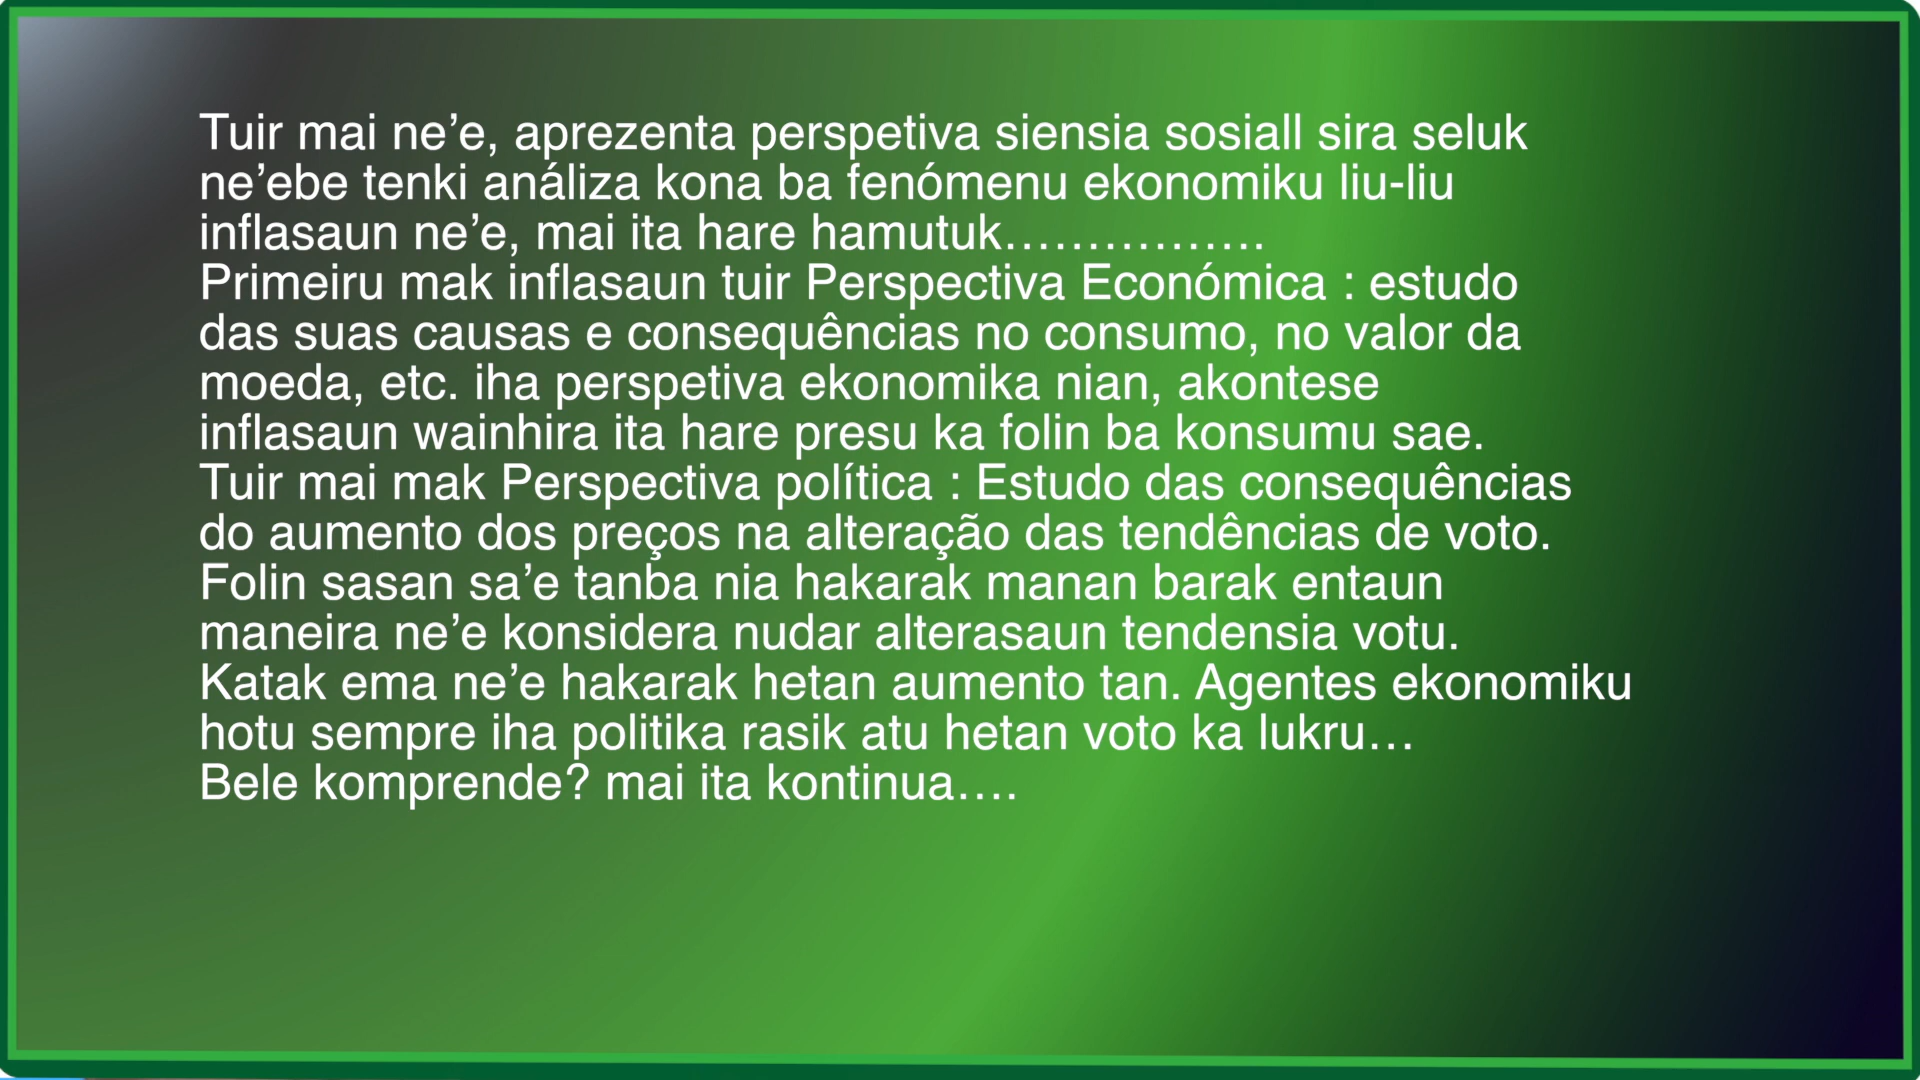 Tuir mai ne’e, aprezenta perspetiva siensia sosiall sira seluk
ne’ebe tenki análiza kona ba fenómenu ekonomiku liu-liu
inflasaun ne’e, mai ita hare hamutuk…………….
Primeiru mak inflasaun tuir Perspectiva Económica : estudo
das suas causas e consequências no consumo, no valor da
moeda, etc. iha perspetiva ekonomika nian, akontese
inflasaun wainhira ita hare presu ka folin ba konsumu sae.
Tuir mai mak Perspectiva política : Estudo das consequências
do aumento dos preços na alteração das tendências de voto.
Folin sasan sa’e tanba nia hakarak manan barak entaun
maneira ne’e konsidera nudar alterasaun tendensia votu.
Katak ema ne’e hakarak hetan aumento tan. Agentes ekonomiku
hotu sempre iha politika rasik atu hetan voto ka lukru…
Bele komprende? mai ita kontinua….